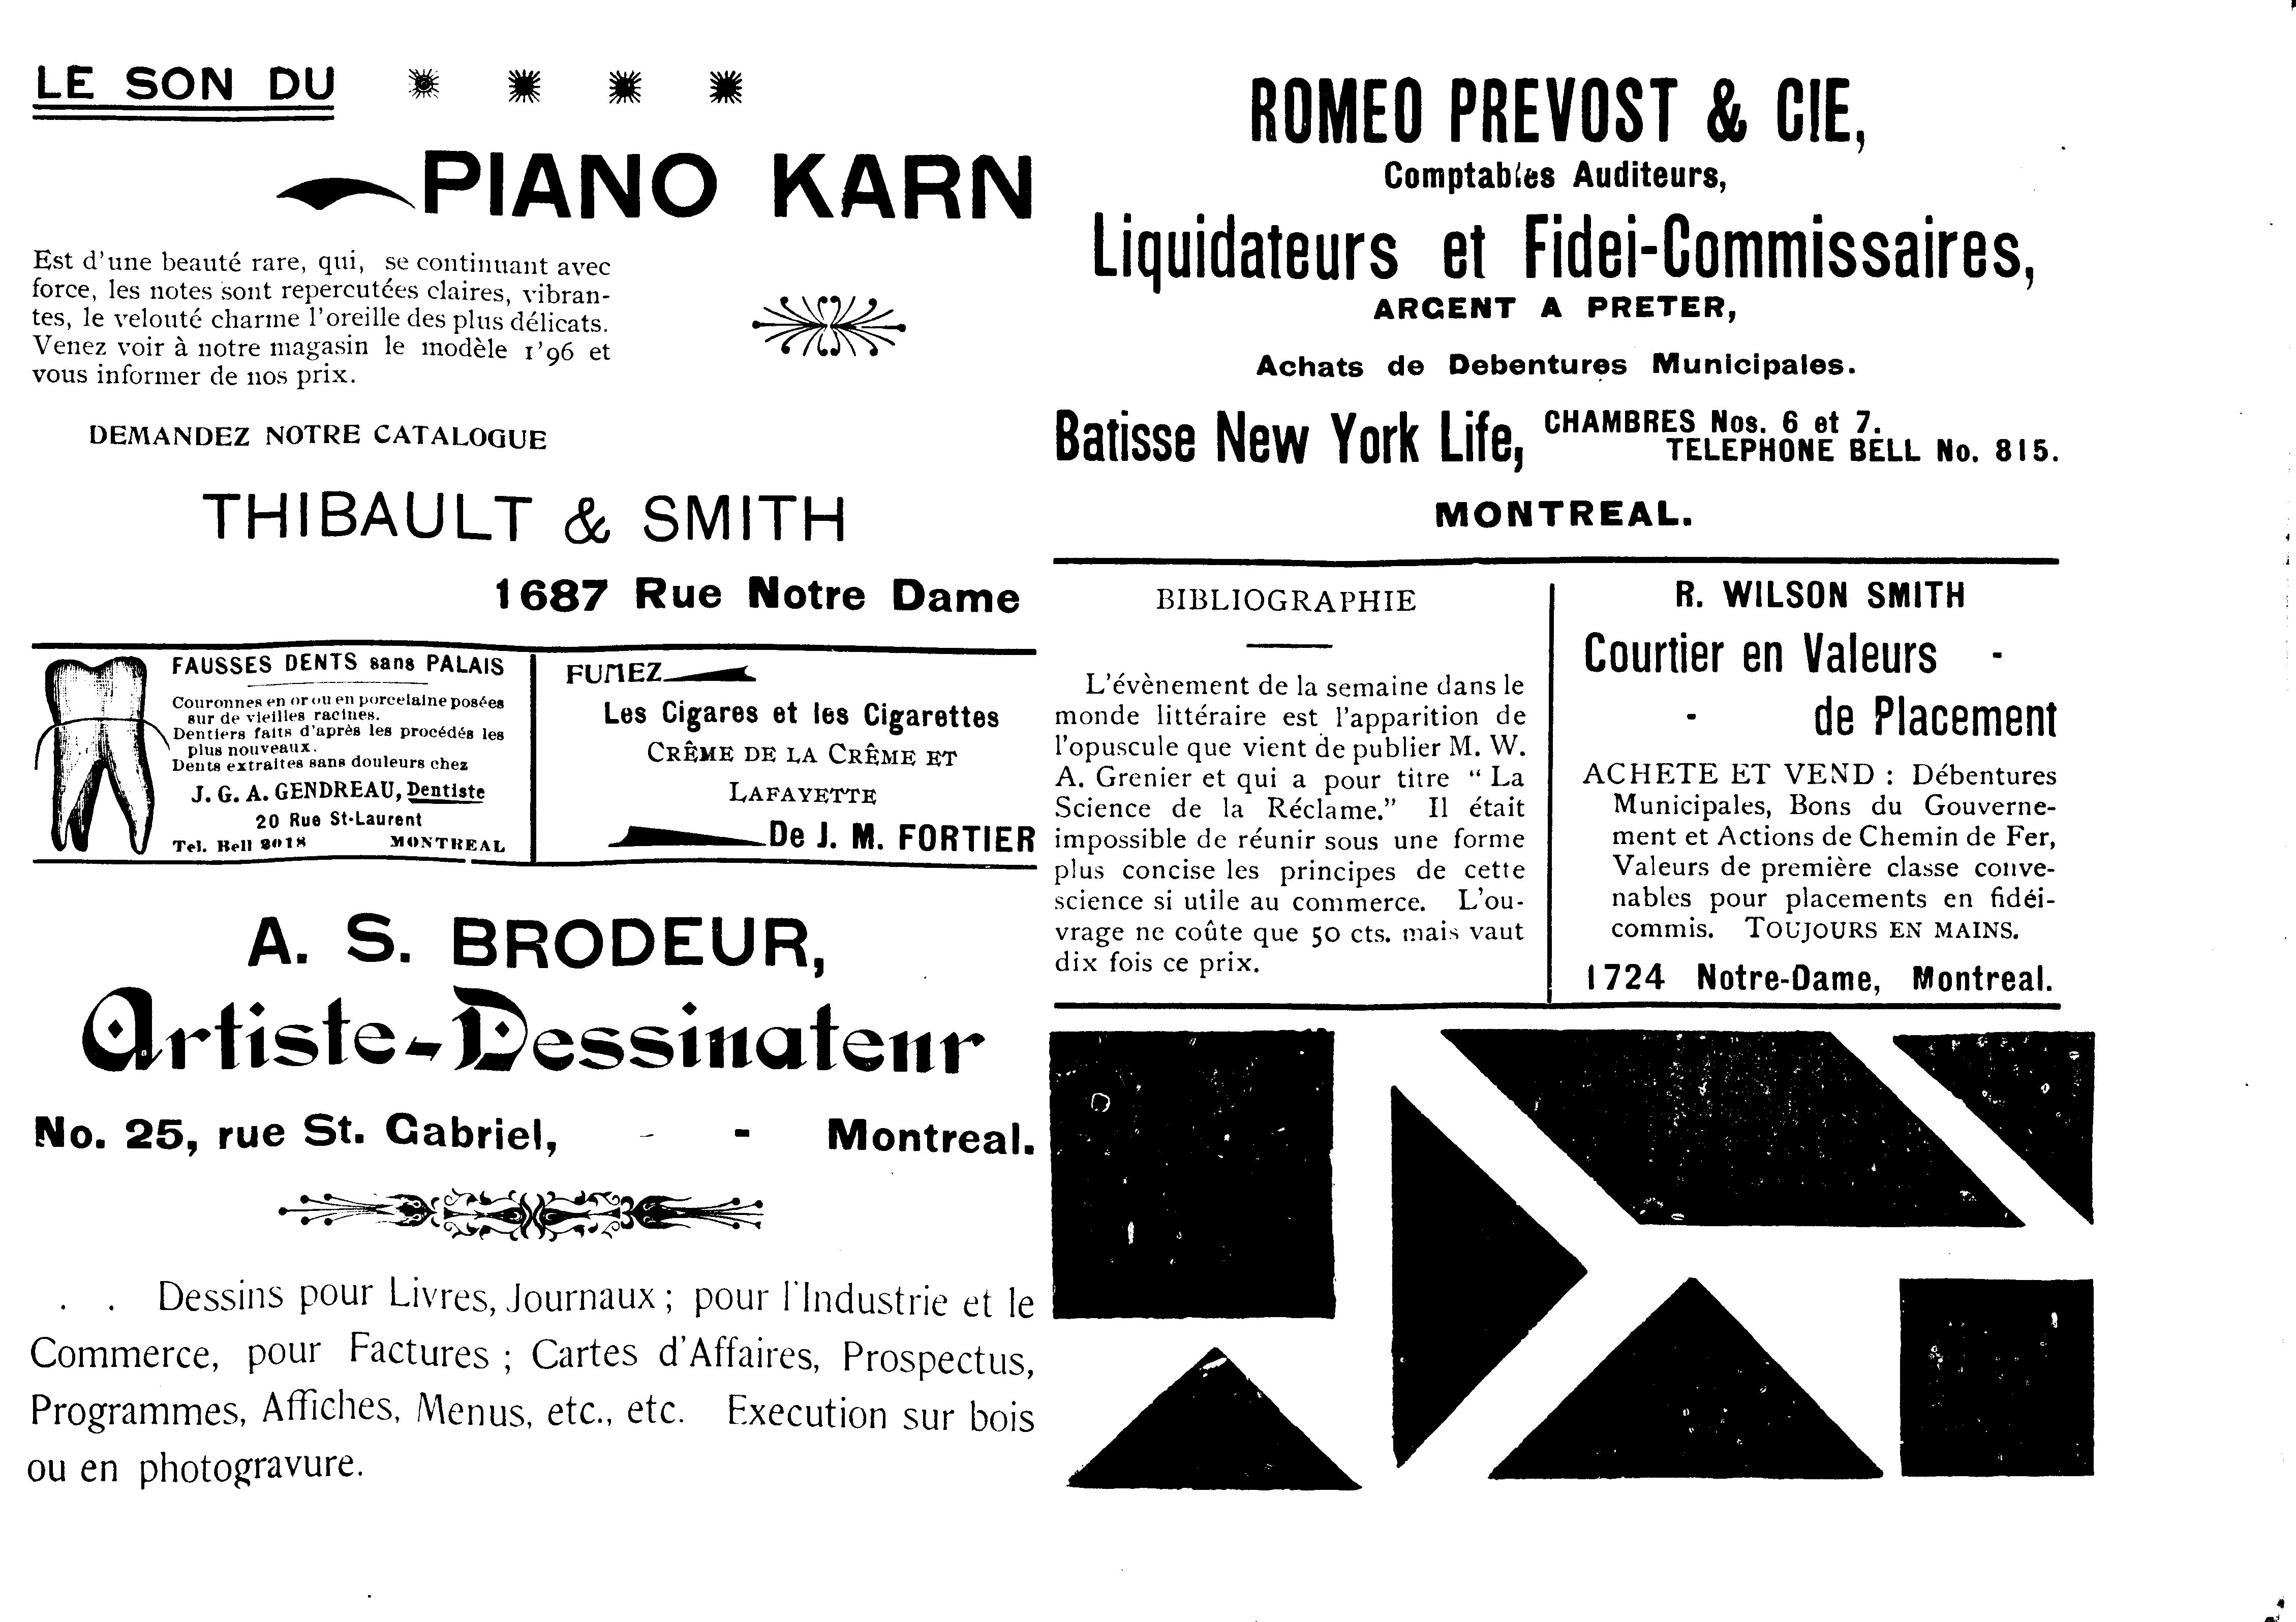 LE SON DU
PIANO KARN
Est d'une beauté rare, qui, se continuant avec
force, les notes sont repercutées claires, vibran-
tes, le velouté charme l'oreille des plus délicats.
Venez voir à notre magasin le modèle 1'96 et
vous informer de nos prix.
DEMANDEZ NOTRE CATALOGUE
THIBAULT & SMITH
1687 Rue Notre Dame
FAUSSES DENTS sans PALAIS
Couronnes en or ou en porcelaine posées
sur de vieilles racines.
Dentiers faits d'après les procédés les
plus nouveaux.
Dents extraites sans douleurs chez
J. G. A. GENDREAU, Dentiste
20 Rue St-Laurent
Tel. Bell 2018 MONTREAL
FUMEZ
Les Cigares et les Cigarettes
CRÊME DE LA CRÊME ET
LAFAYETTE
De J. M. FORTIER
A. S. BRODEUR,
Artiste-Dessinateur
No. 25, rue St. Gabriel, - - Montreal.
. . Dessins pour Livres, Journaux ; pour l'Industrie et le
Commerce, pour Factures ; Cartes d'Affaires, Prospectus,
Programmes, Affiches, Menus, etc., etc. Execution sur bois
ou en photogravure.
ROMEO PREVOST & CIE,
Comptables Auditeurs,
Liquidateurs et Fidei-Commissaires,
ARGENT A PRETER,
Achats de Debentures Municipales.
Batisse New York Life, CHAMBRES Nos. 6 et 7.
TELEPHONE BELL No. 815.
MONTREAL.
BIBLIOGRAPHIE
L'évènement de la semaine dans le
monde littéraire est l'apparition de
l'opuscule que vient de publier M. W.
A. Grenier et qui a pour titre “ La
Science de la Réclame.” Il était
impossible de réunir sous une forme
plus concise les principes de cette
science si utile au commerce. L'ou-
vrage ne coûte que 50 cts. mais vaut
dix fois ce prix.
R. WILSON SMITH
Courtier en Valeurs -
- de Placement
ACHETE ET VEND : Débentures
Municipales, Bons du Gouverne-
ment et Actions de Chemin de Fer,
Valeurs de première classe conve-
nables pour placements en fidéi-
commis. TOUJOURS EN MAINS.
1724 Notre-Dame, Montreal.